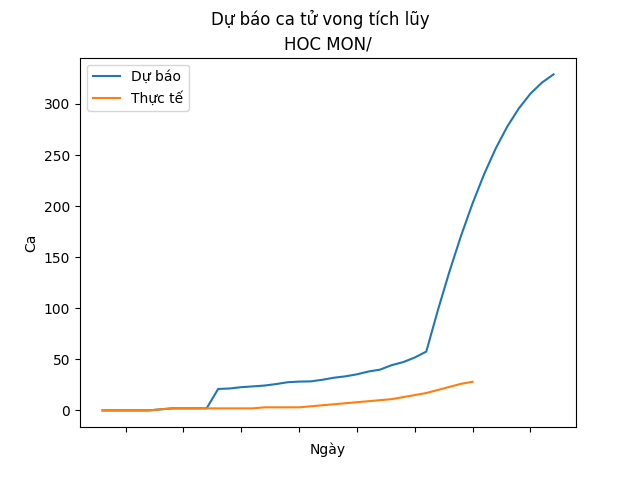 Dự báo ca tử vong tích lũy
HOC MON/
Dự báo
Thực tế
300
250
200
150
100
50
0
Ca
Ngày